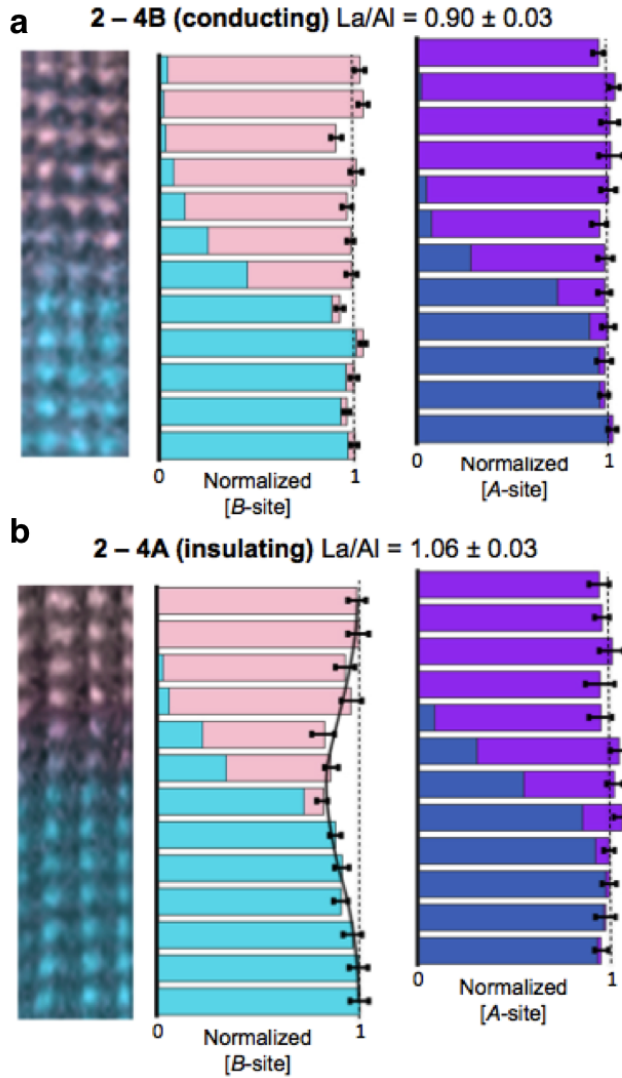 a
2 – 4B (conducting) La/Al = 0.90 ± 0.03
0 1
Normalized
[B-site]
0 1
Normalized
[A-site]
b
2 – 4A (insulating) La/Al = 1.06 ± 0.03
0 1
Normalized
[B-site]
0 1
Normalized
[A-site]